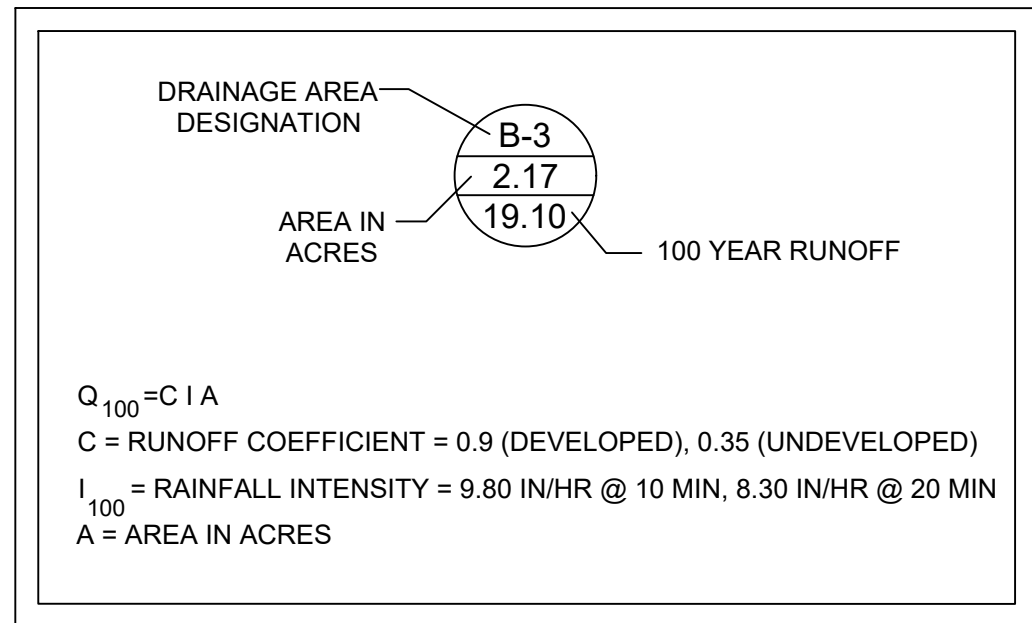 DRAINAGE AREA
DESIGNATION
B-3
2.17
19.10
AREA IN
ACRES
100 YEAR RUNOFF
Q100=C I A
C = RUNOFF COEFFICIENT = 0.9 (DEVELOPED), 0.35 (UNDEVELOPED)
I100 = RAINFALL INTENSITY = 9.80 IN/HR @ 10 MIN, 8.30 IN/HR @ 20 MIN
A = AREA IN ACRES